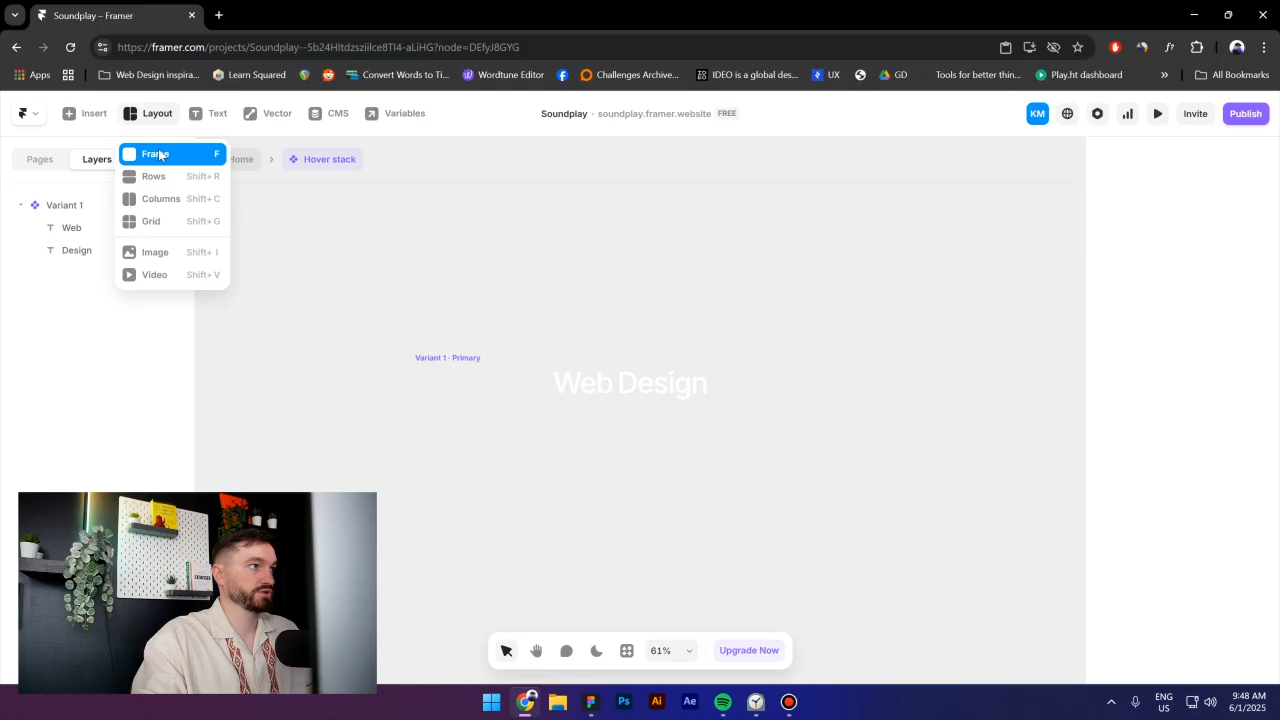 Soundplay – Framer
https://framer.com/projects/Soundplay--5b24HItdzsziiIce8TI4-aLiHG?node=DEfyJ8GYG
Apps
Web Design inspira...
Learn Squared
Convert Words to Ti...
Wordtune Editor
Challenges Archive...
IDEO is a global des...
UX
GD
Tools for better thin...
Play.ht dashboard
All Bookmarks
Insert
Layout
Text
Vector
CMS
Variables
Soundplay · soundplay.framer.website FREE
KM
Invite
Publish
Pages
Layers
Home
Hover stack
Frame F
Rows Shift+ R
Columns Shift+ C
Grid Shift+ G
Image Shift+ I
Video Shift+ V
Variant 1
Web
Design
Variant 1 · Primary
Web Design
61%
Upgrade Now
Ps
Ai
Ae
ENG
US
9:48 AM
6/1/2025